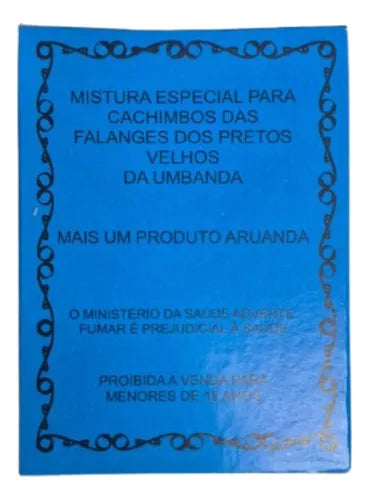 MISTURA ESPECIAL PARA
CACHIMBOS DAS
FALANGES DOS PRETOS
VELHOS
DA UMBANDA
MAIS UM PRODUTO ARUANDA
O MINISTÉRIO DA SAÚDE ADVERTE:
FUMAR É PREJUDICIAL À SAÚDE
PROIBIDA A VENDA PARA
MENORES DE 18 ANOS